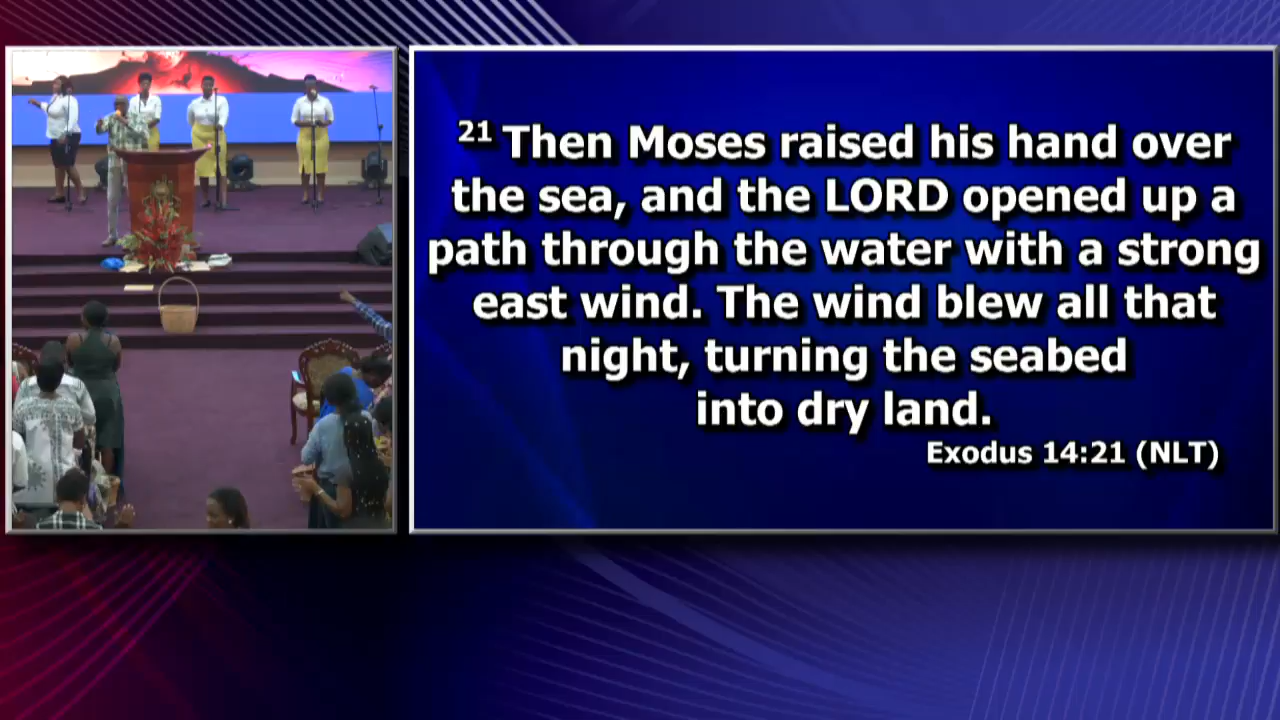 21 Then Moses raised his hand over
the sea, and the LORD opened up a
path through the water with a strong
east wind. The wind blew all that
night, turning the seabed
into dry land.
Exodus 14:21 (NLT)